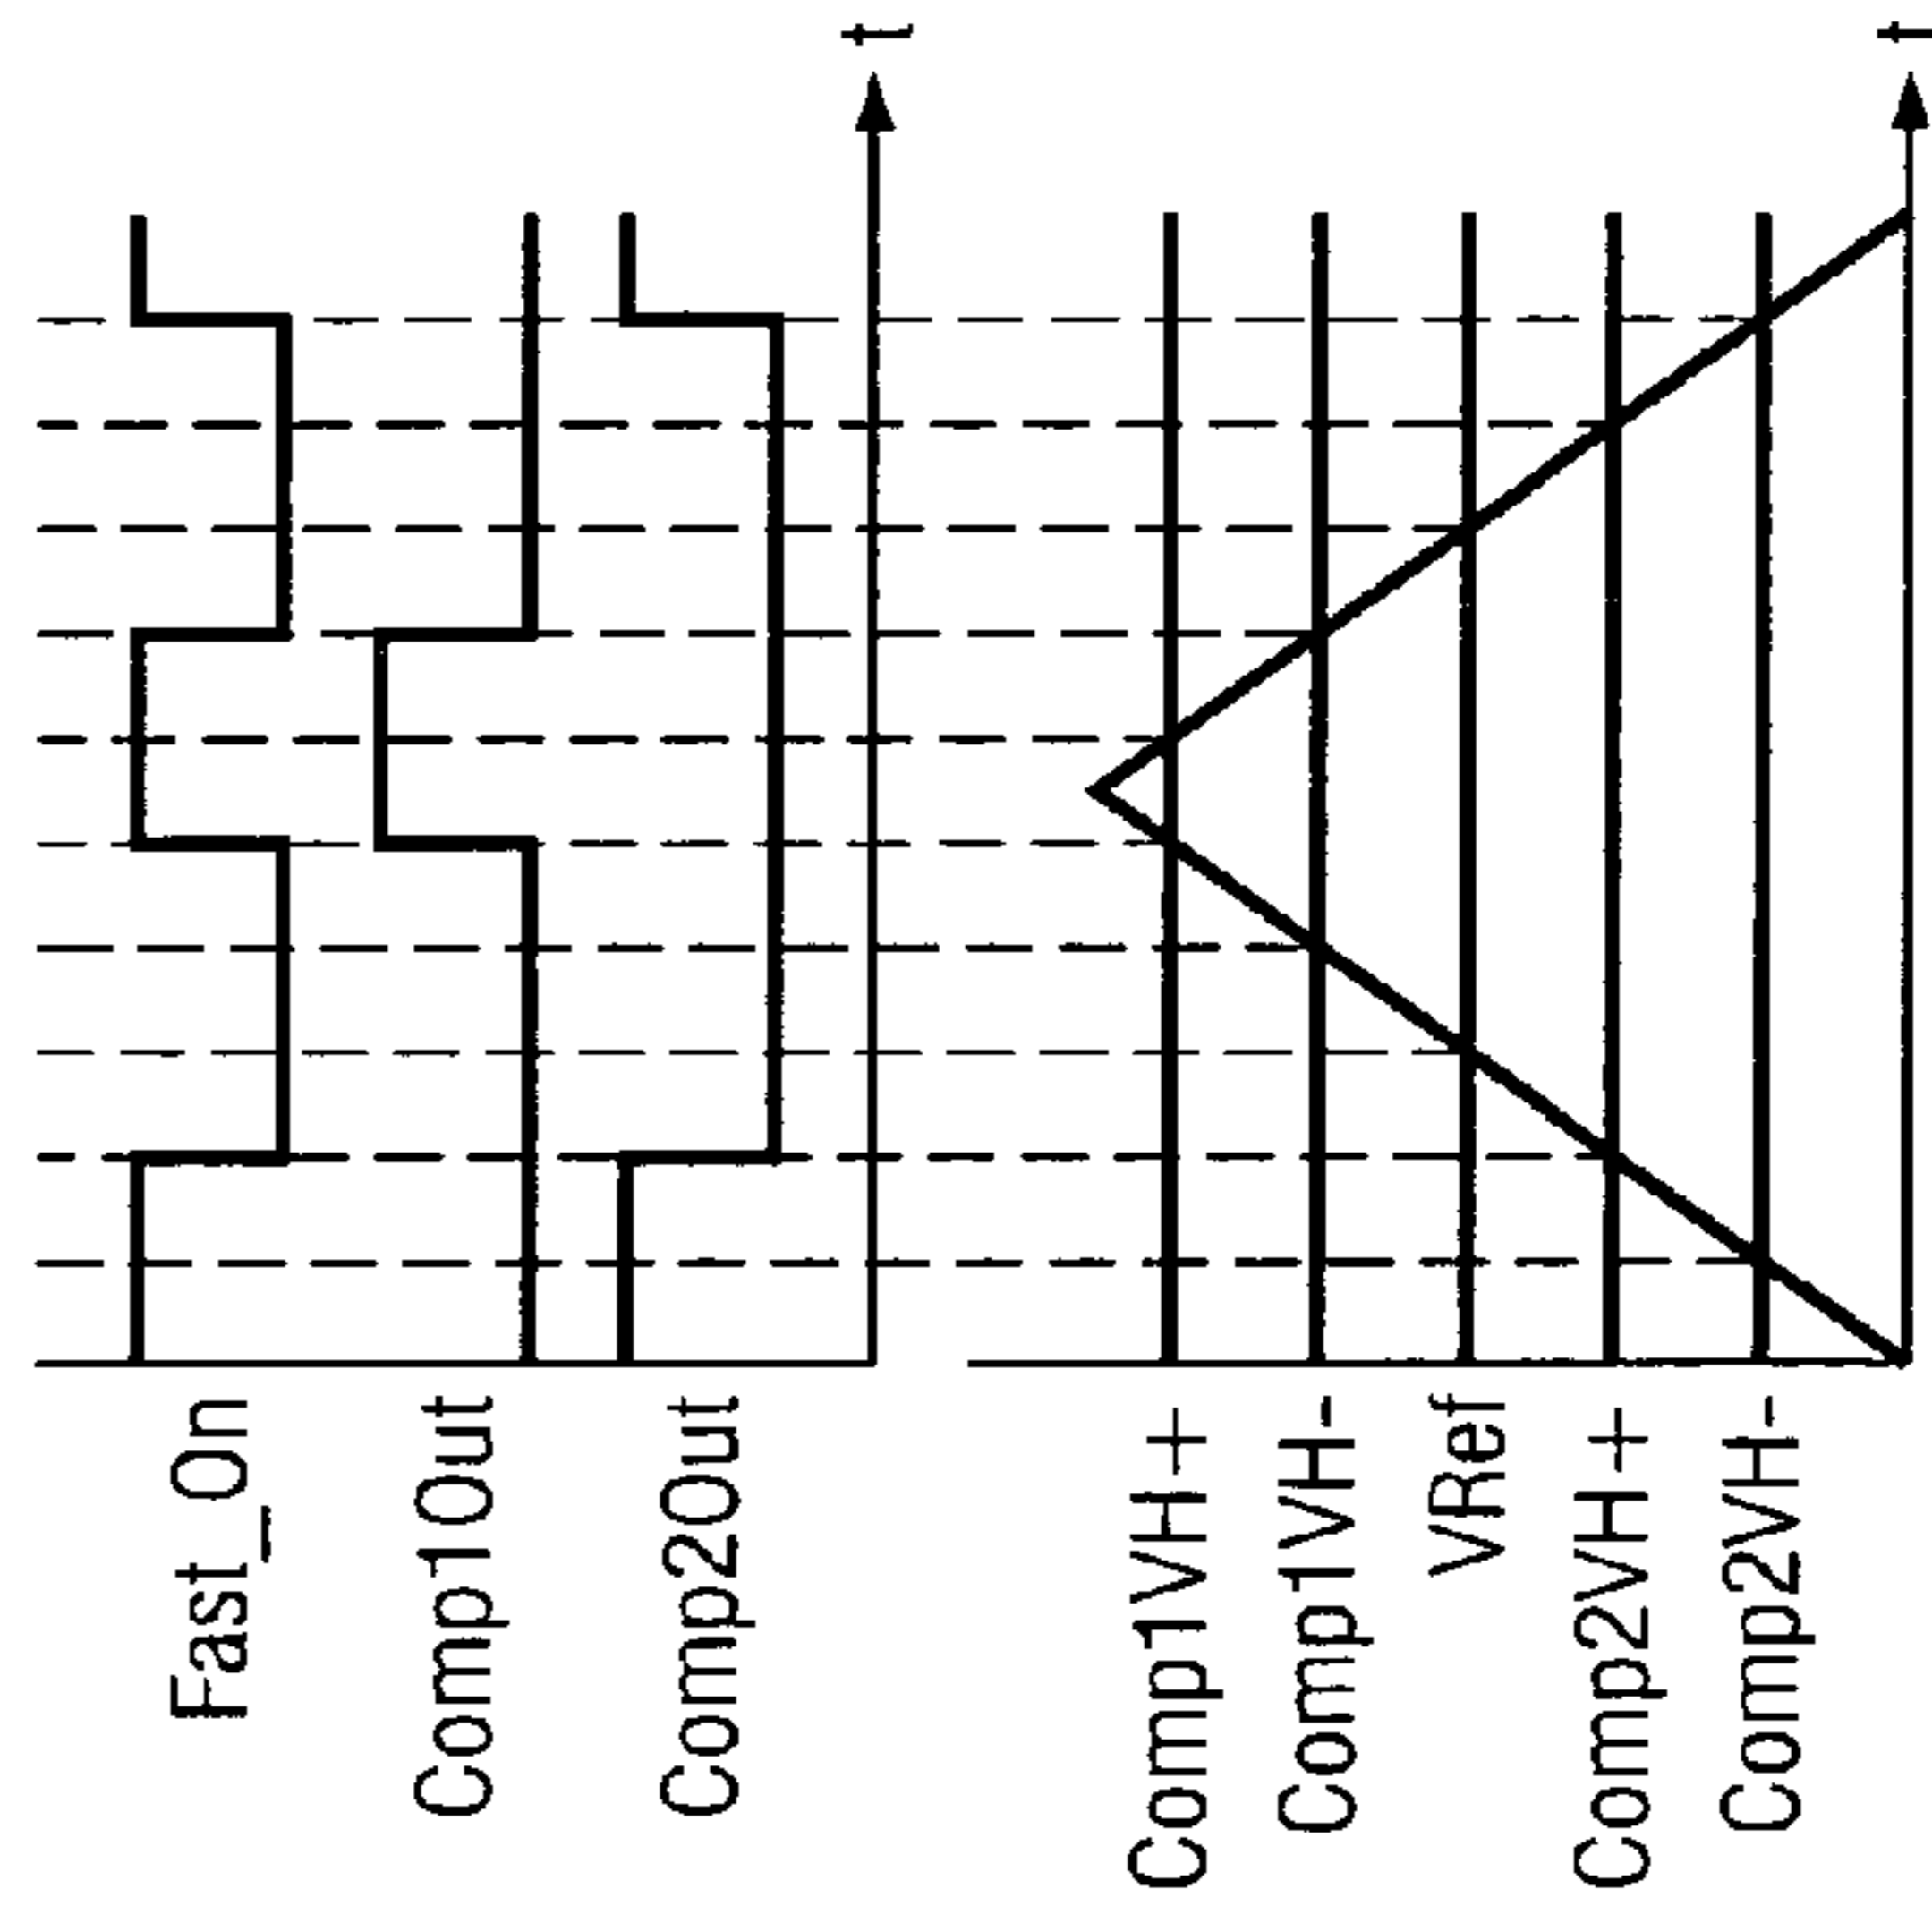 Fast_On
Comp1Out
Comp2Out
t
Comp1VH+
Comp1VH-
VRef
Comp2VH+
Comp2VH-
t